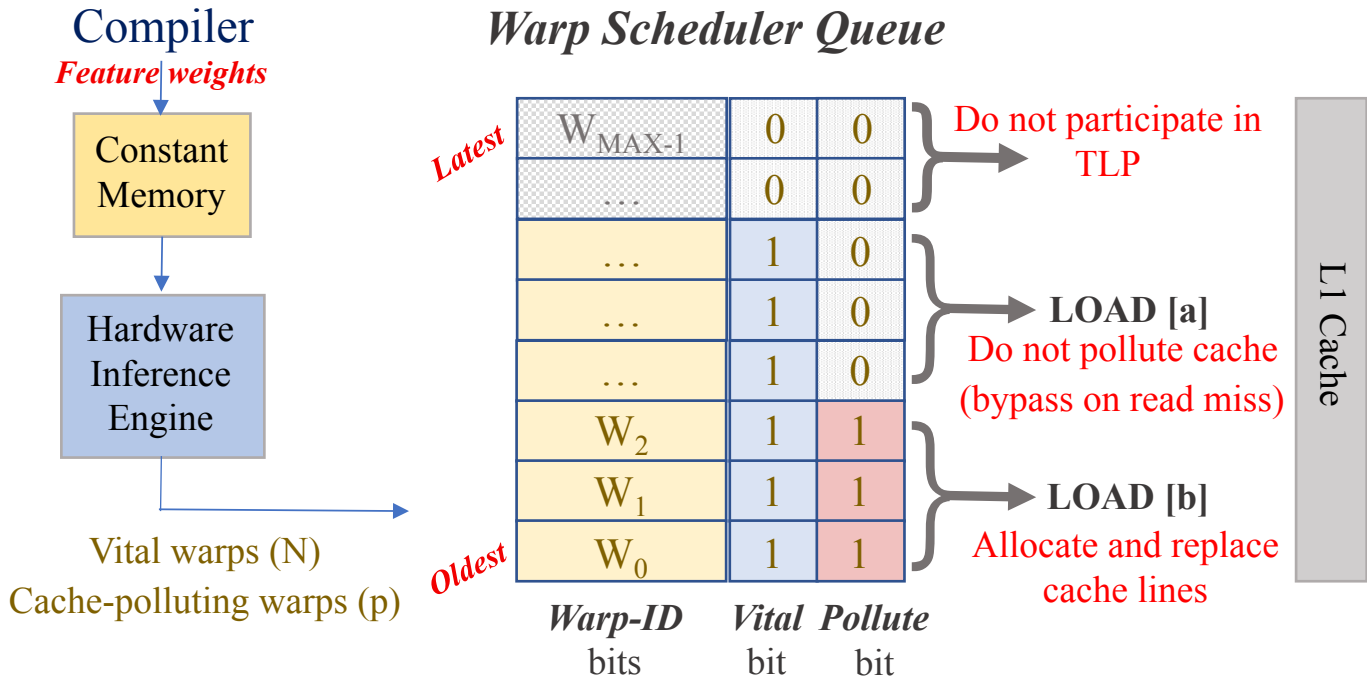 Compiler
Feature weights
Constant
Memory
Hardware
Inference
Engine
Vital warps (N)
Cache-polluting warps (p)
Warp Scheduler Queue
Latest
Oldest
W_MAX-1 0 0
... 0 0
... 1 0
... 1 0
... 1 0
W_2 1 1
W_1 1 1
W_0 1 1
Warp-ID
bits
Vital
bit
Pollute
bit
Do not participate in
TLP
LOAD [a]
Do not pollute cache
(bypass on read miss)
LOAD [b]
Allocate and replace
cache lines
L1 Cache